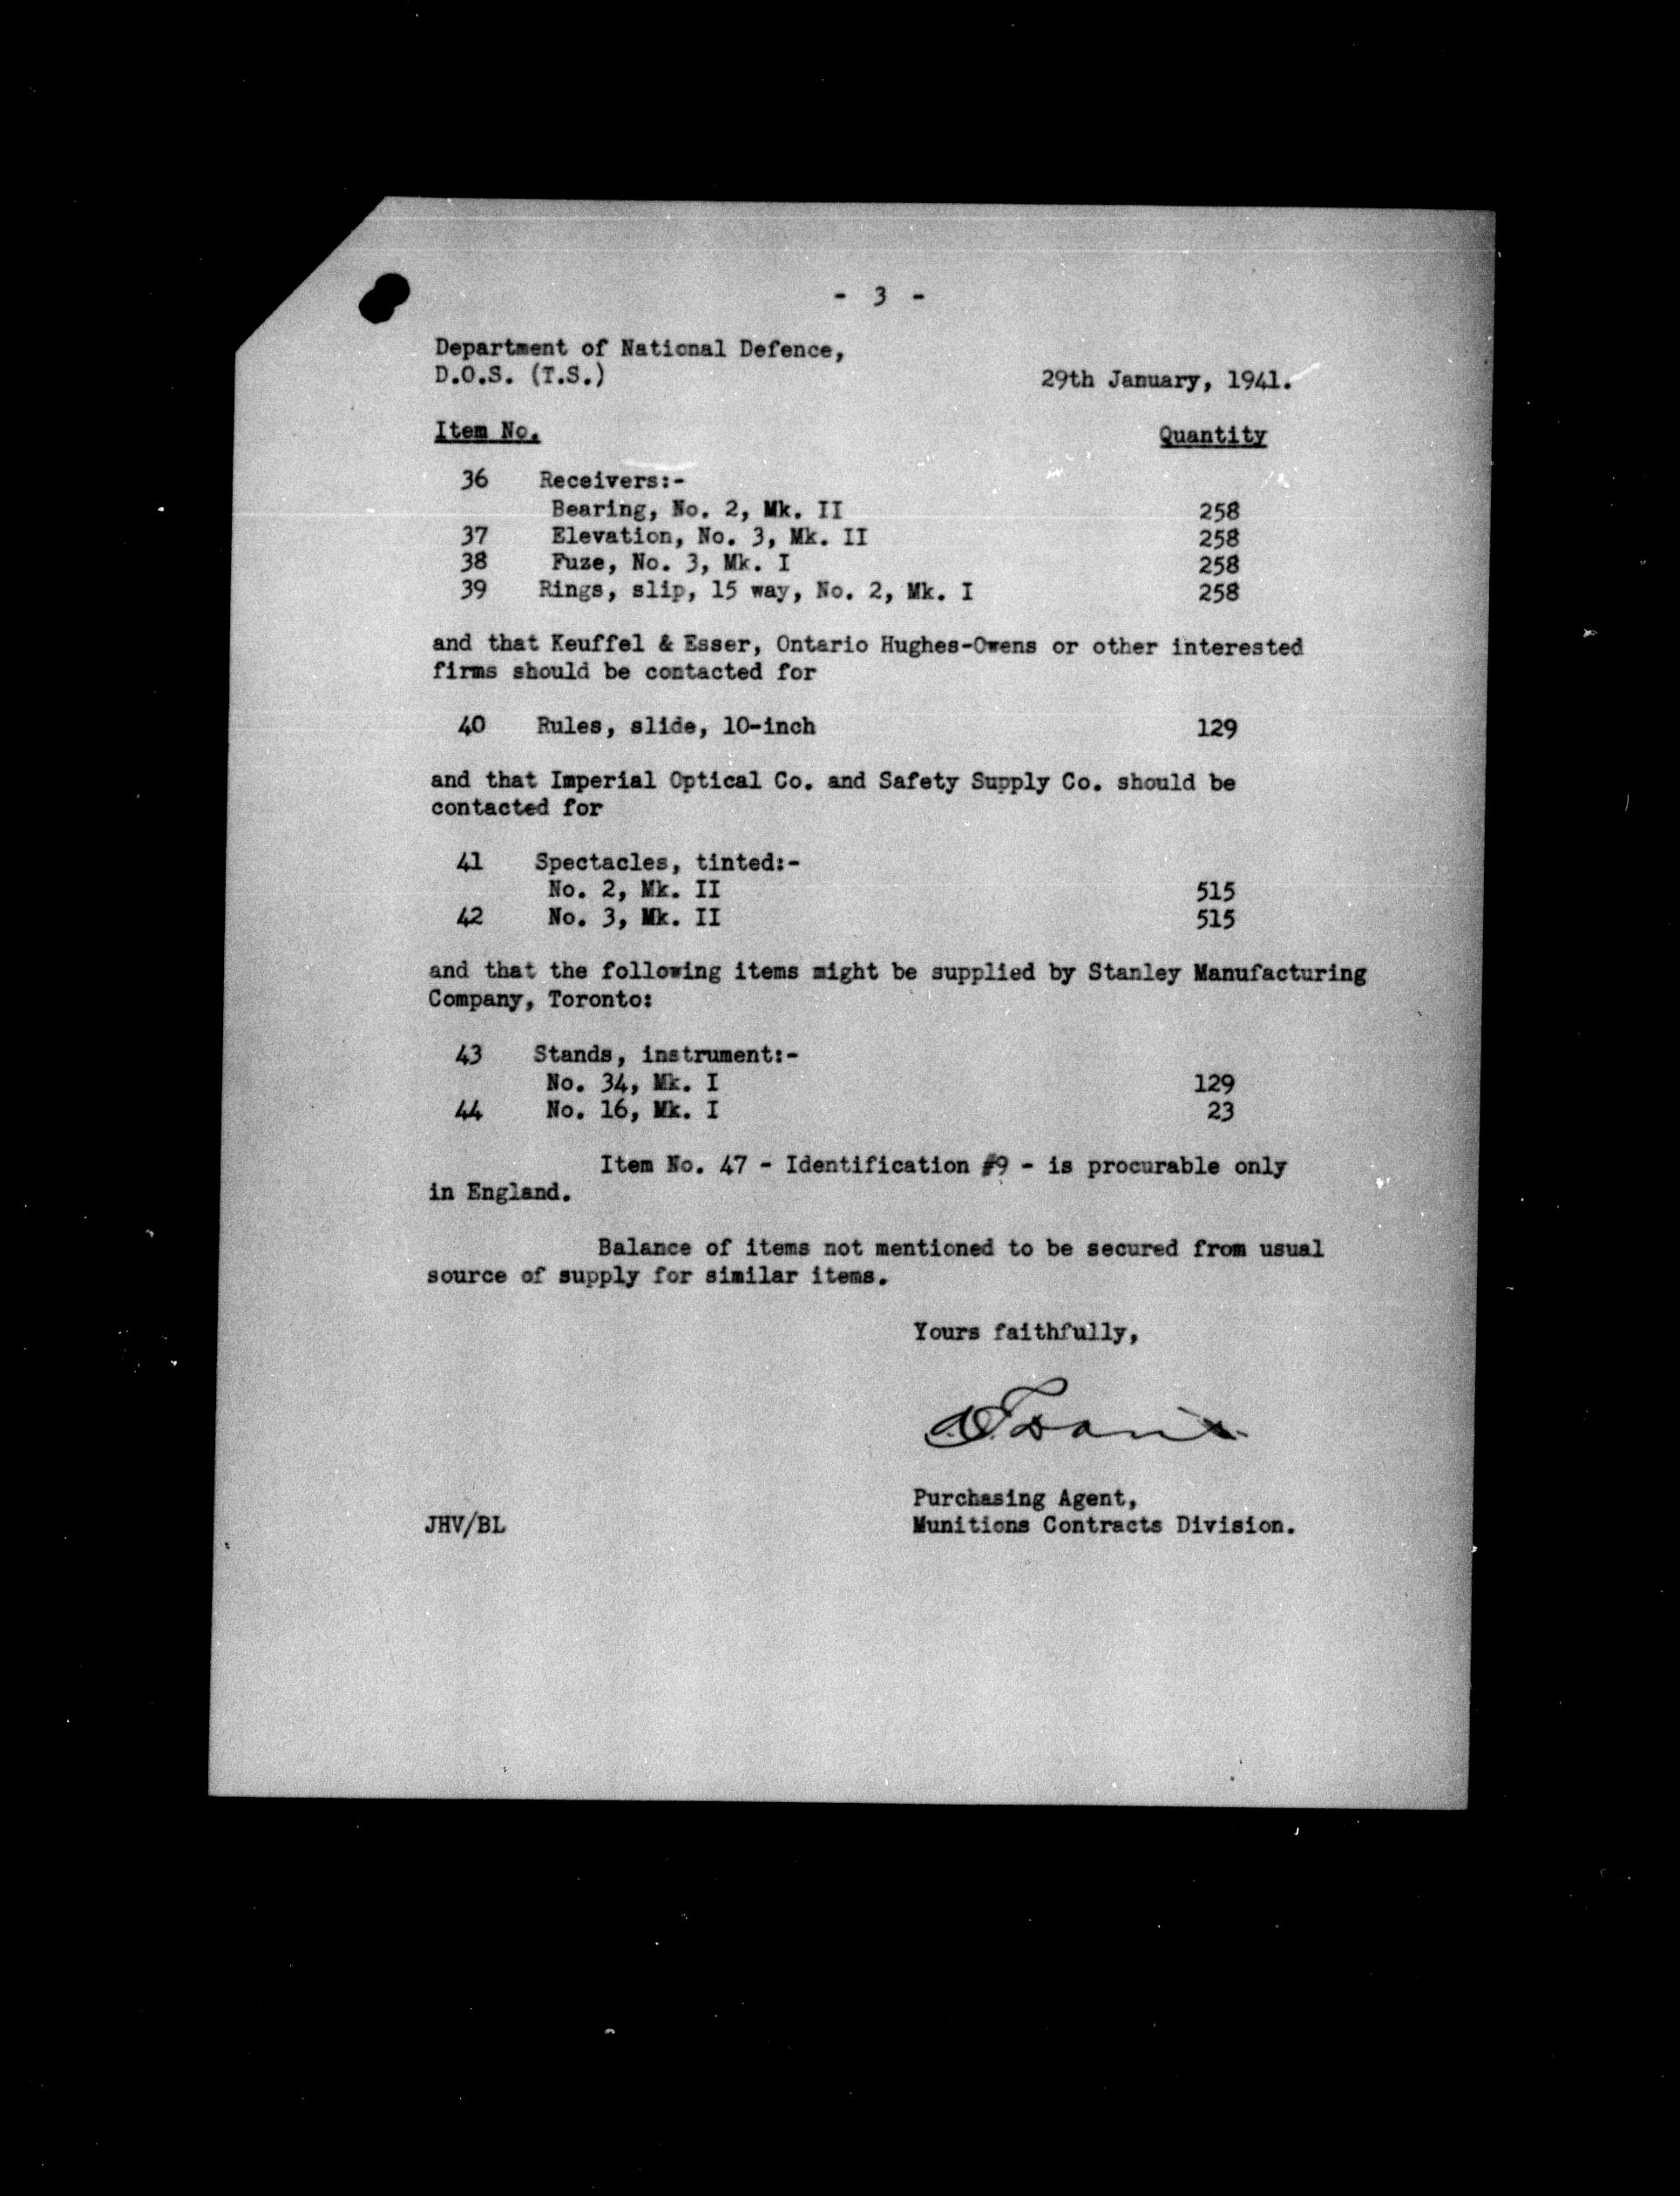 - 3 -
Department of National Defence,
D.O.S. (T.S.)
29th January, 1941.
Item No. Quantity
36 Receivers:-
Bearing, No. 2, Mk. II 258
37 Elevation, No. 3, Mk. II 258
38 Fuze, No. 3, Mk. I 258
39 Rings, slip, 15 way, No. 2, Mk. I 258
and that Keuffel & Esser, Ontario Hughes-Owens or other interested
firms should be contacted for
40 Rules, slide, 10-inch 129
and that Imperial Optical Co. and Safety Supply Co. should be
contacted for
41 Spectacles, tinted:-
No. 2, Mk. II 515
42 No. 3, Mk. II 515
and that the following items might be supplied by Stanley Manufacturing
Company, Toronto:
43 Stands, instrument:-
No. 34, Mk. I 129
44 No. 16, Mk. I 23
Item No. 47 - Identification #9 - is procurable only
in England.
Balance of items not mentioned to be secured from usual
source of supply for similar items.
Yours faithfully,
Purchasing Agent,
JHV/BL Munitions Contracts Division.